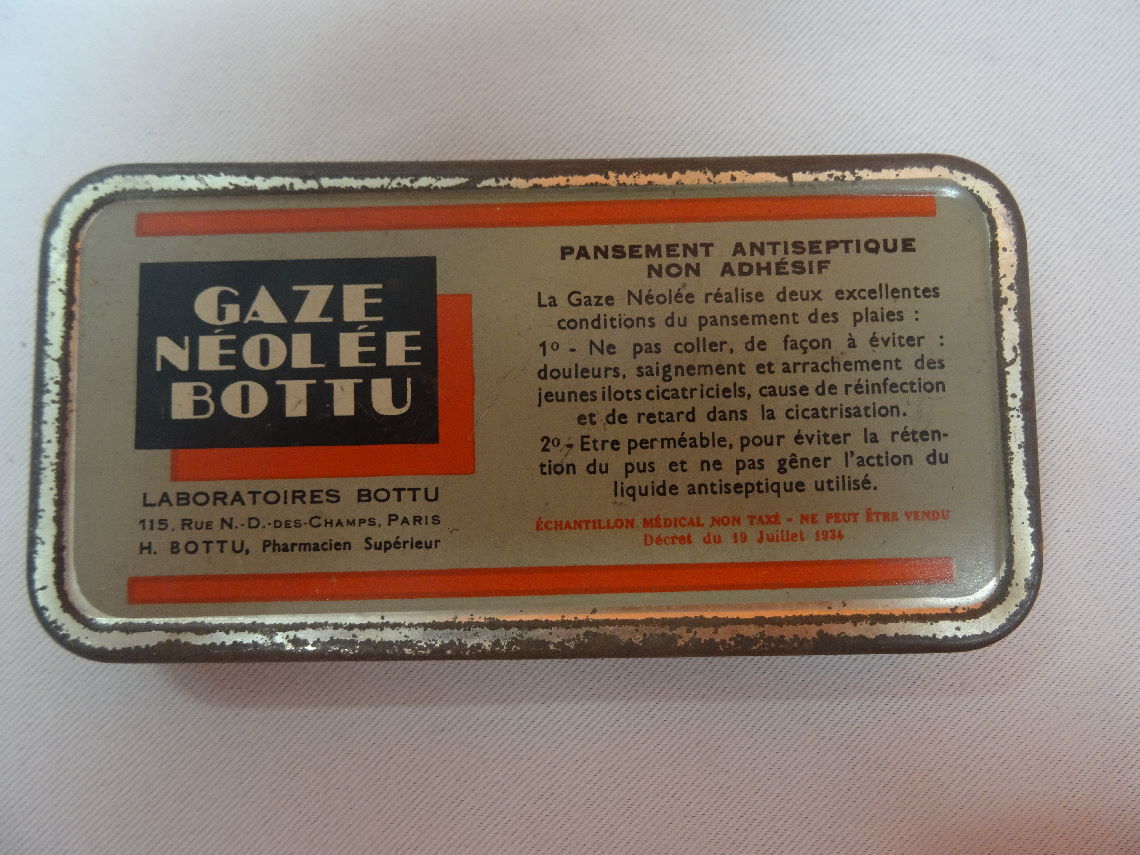 GAZE
NÉOLÉE
BOTTU
LABORATOIRES BOTTU
115, RUE N.-D.-DES-CHAMPS, PARIS
H. BOTTU, Pharmacien Supérieur
PANSEMENT ANTISEPTIQUE
NON ADHÉSIF
La Gaze Néolée réalise deux excellentes
conditions du pansement des plaies :
1º - Ne pas coller, de façon à éviter :
douleurs, saignement et arrachement des
jeunes ilots cicatriciels, cause de réinfection
et de retard dans la cicatrisation.
2º - Etre perméable, pour éviter la réten-
tion du pus et ne pas gêner l'action du
liquide antiseptique utilisé.
ÉCHANTILLON MÉDICAL NON TAXÉ - NE PEUT ÊTRE VENDU
Décret du 19 Juillet 1934